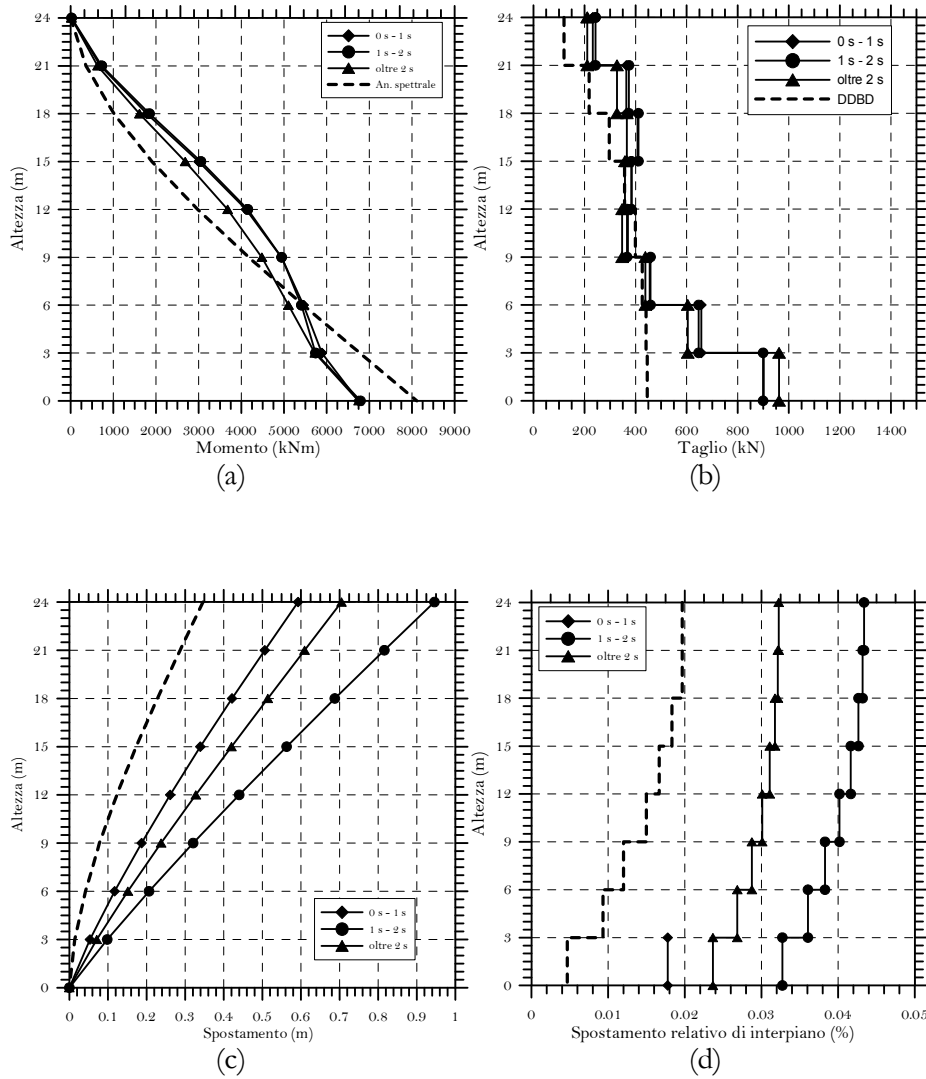 24
21
18
15
12
9
6
3
0
Altezza (m)
0 s - 1 s
1 s - 2 s
oltre 2 s
An. spettrale
0 1000 2000 3000 4000 5000 6000 7000 8000 9000
Momento (kNm)
(a)
24
21
18
15
12
9
6
3
0
Altezza (m)
0 s - 1 s
1 s - 2 s
oltre 2 s
DDBD
0 200 400 600 800 1000 1200 1400
Taglio (kN)
(b)
24
21
18
15
12
9
6
3
0
Altezza (m)
0 s - 1 s
1 s - 2 s
oltre 2 s
0 0.1 0.2 0.3 0.4 0.5 0.6 0.7 0.8 0.9 1
Spostamento (m)
(c)
24
21
18
15
12
9
6
3
0
Altezza (m)
0 s - 1 s
1 s - 2 s
oltre 2 s
0 0.01 0.02 0.03 0.04 0.05
Spostamento relativo di interpiano (%)
(d)